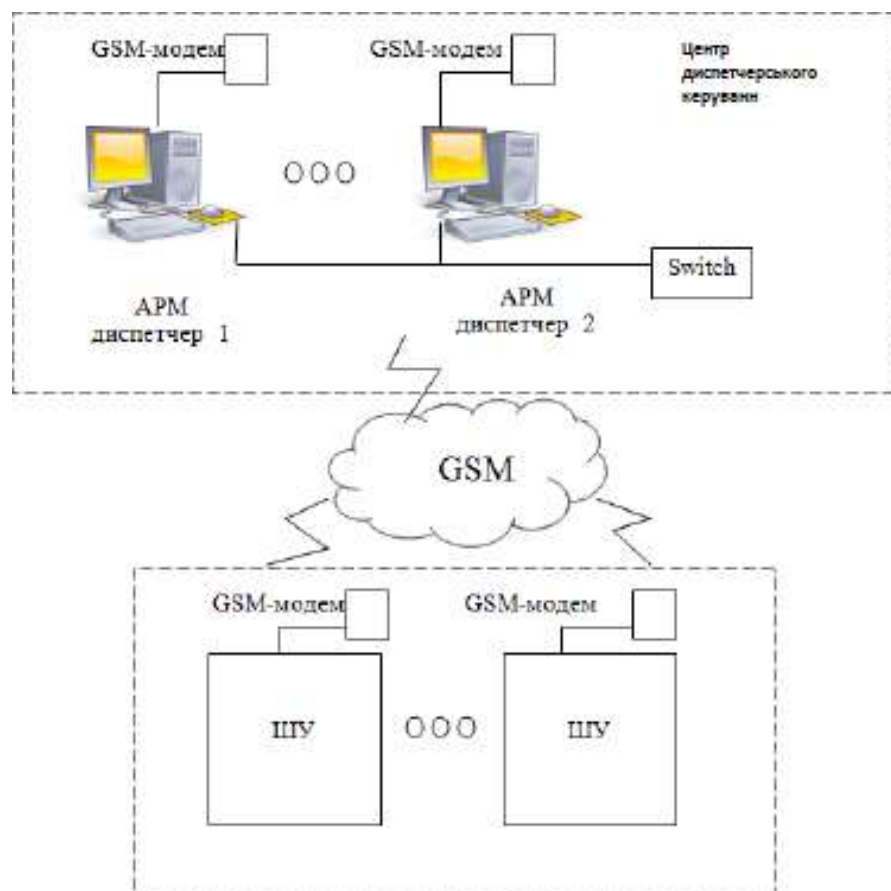 GSM-модем
GSM-модем
Центр
диспетчерського
керуванн
Switch
АРМ
диспетчер 1
АРМ
диспетчер 2
GSM
GSM-модем
GSM-модем
ШУ
ШУ